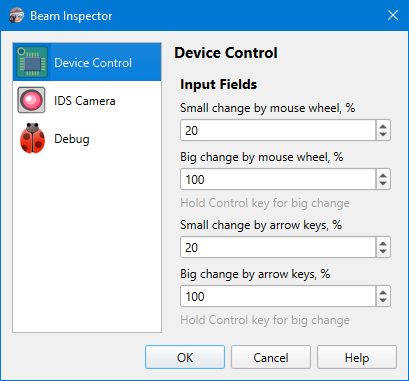 Beam Inspector
Device Control
IDS Camera
Debug
Device Control
Input Fields
Small change by mouse wheel, %
20
Big change by mouse wheel, %
100
Hold Control key for big change
Small change by arrow keys, %
20
Big change by arrow keys, %
100
Hold Control key for big change
OK
Cancel
Help